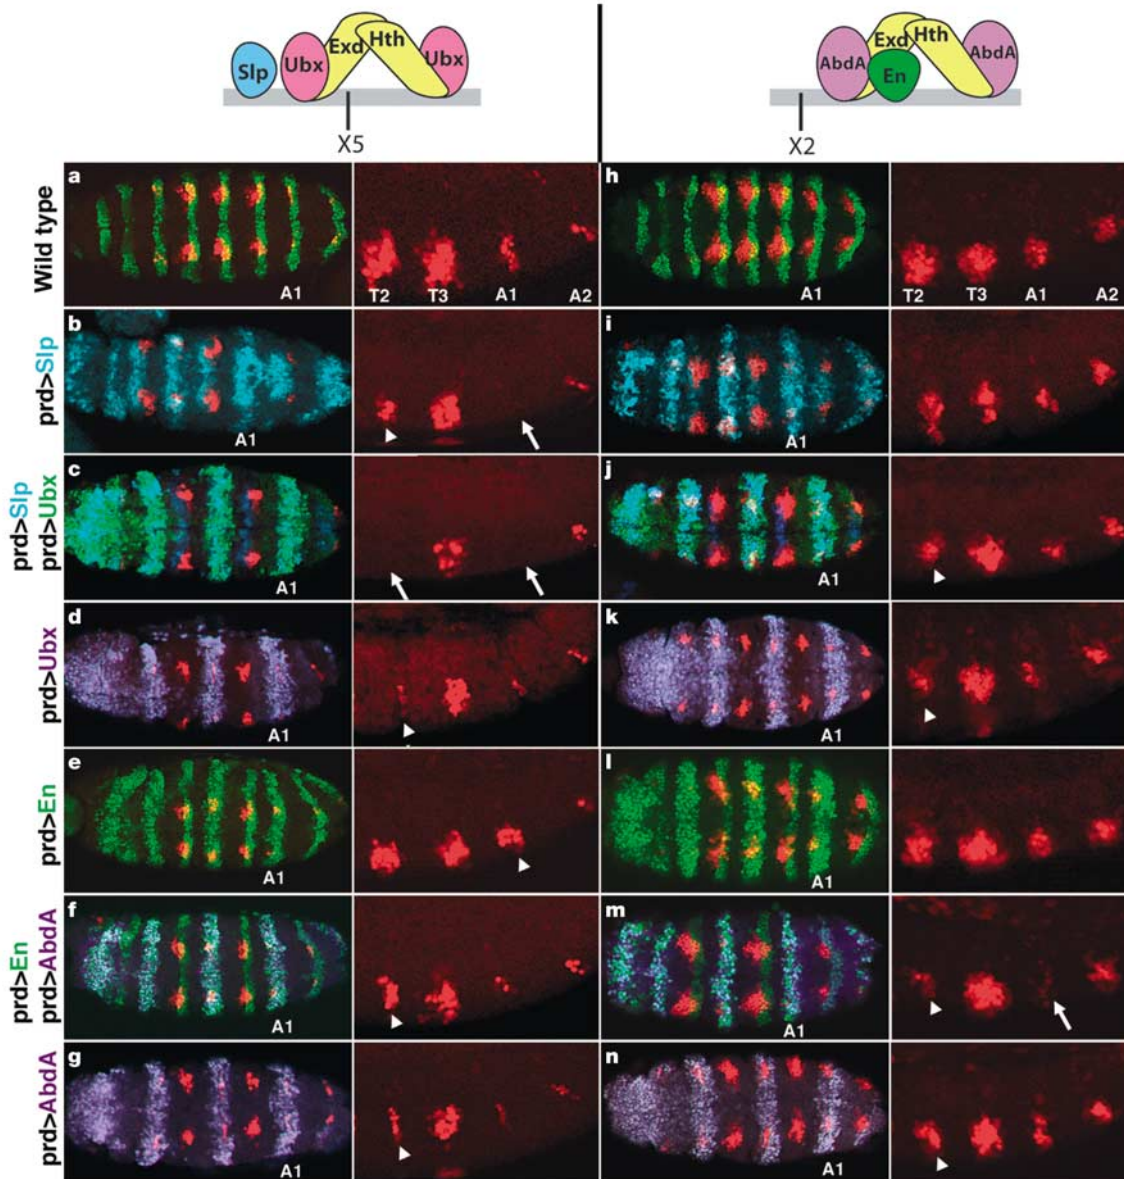 Slp Ubx Exd Hth Ubx
X5
AbdA Exd Hth En AbdA
X2
Wild type
a
A1
T2 T3 A1 A2
h
A1
T2 T3 A1 A2
prd>Slp
b
A1
i
A1
prd>Slp
prd>Ubx
c
A1
j
A1
prd>Ubx
d
A1
k
A1
prd>En
e
A1
l
A1
prd>En
prd>AbdA
f
A1
m
A1
prd>AbdA
g
A1
n
A1